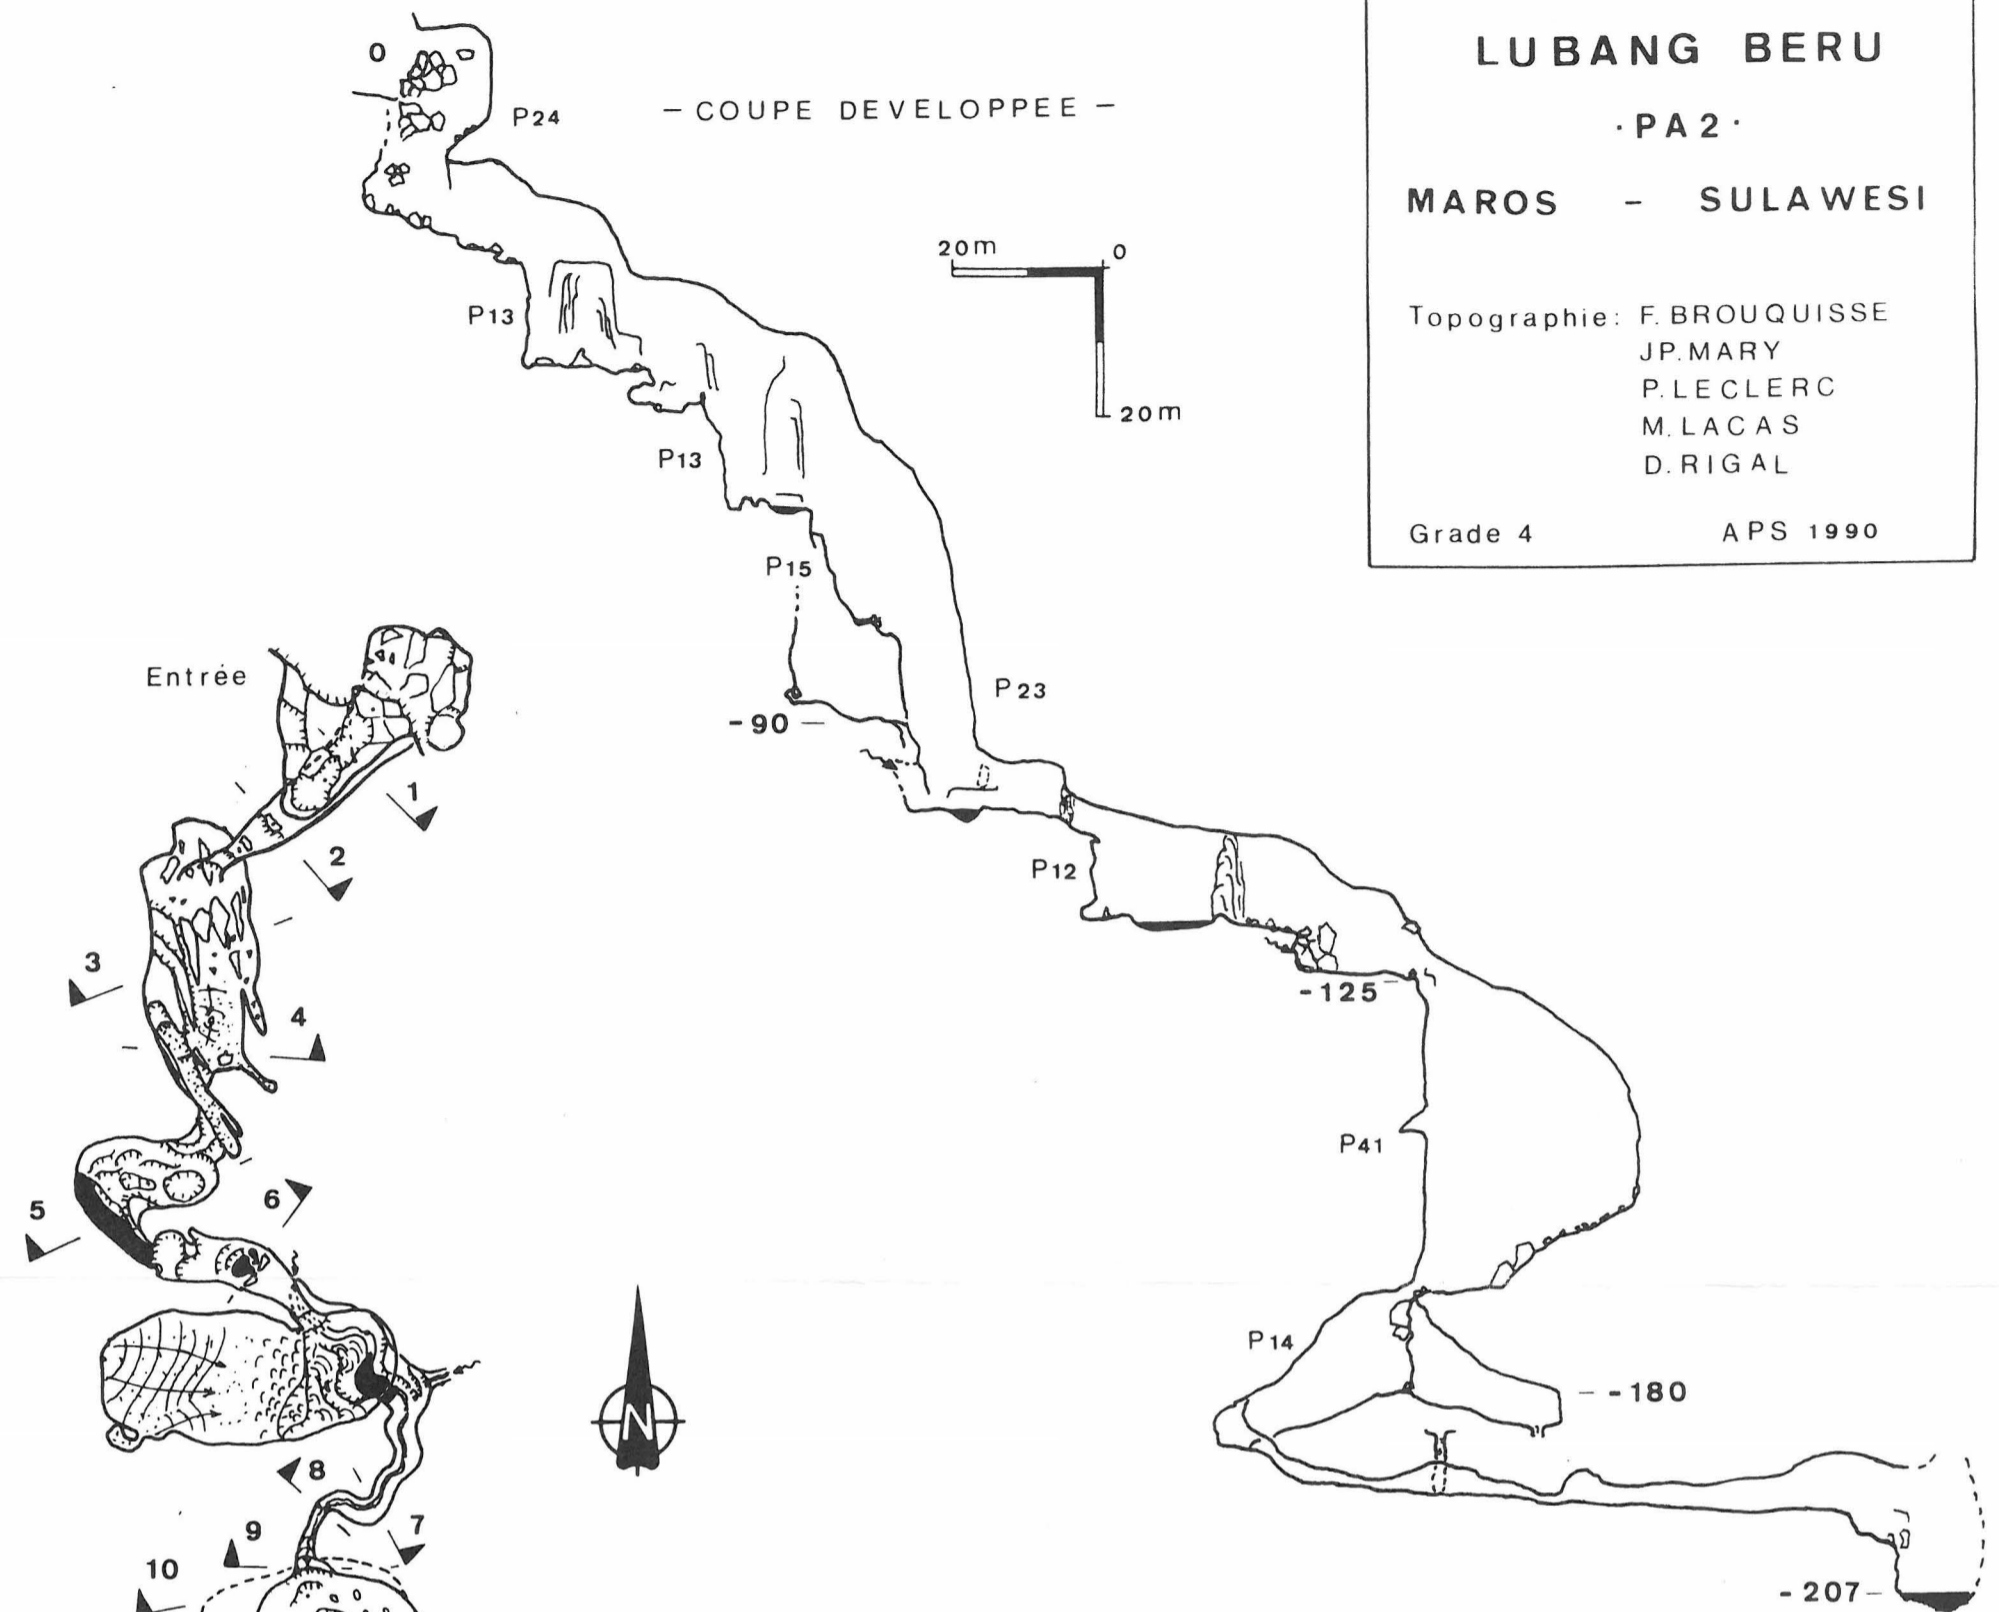 LUBANG BERU
·PA2·
MAROS - SULAWESI
Topographie: F. BROUQUISSE
JP. MARY
P. LECLERC
M. LACAS
D. RIGAL
Grade 4 APS 1990
- COUPE DEVELOPPEE -
0
P24
20m 0
20m
P13
P13
P15
P23
-90
P12
-125
P41
P14
-180
-207
Entrée
1
2
3
4
5
6
N
8
7
9
10